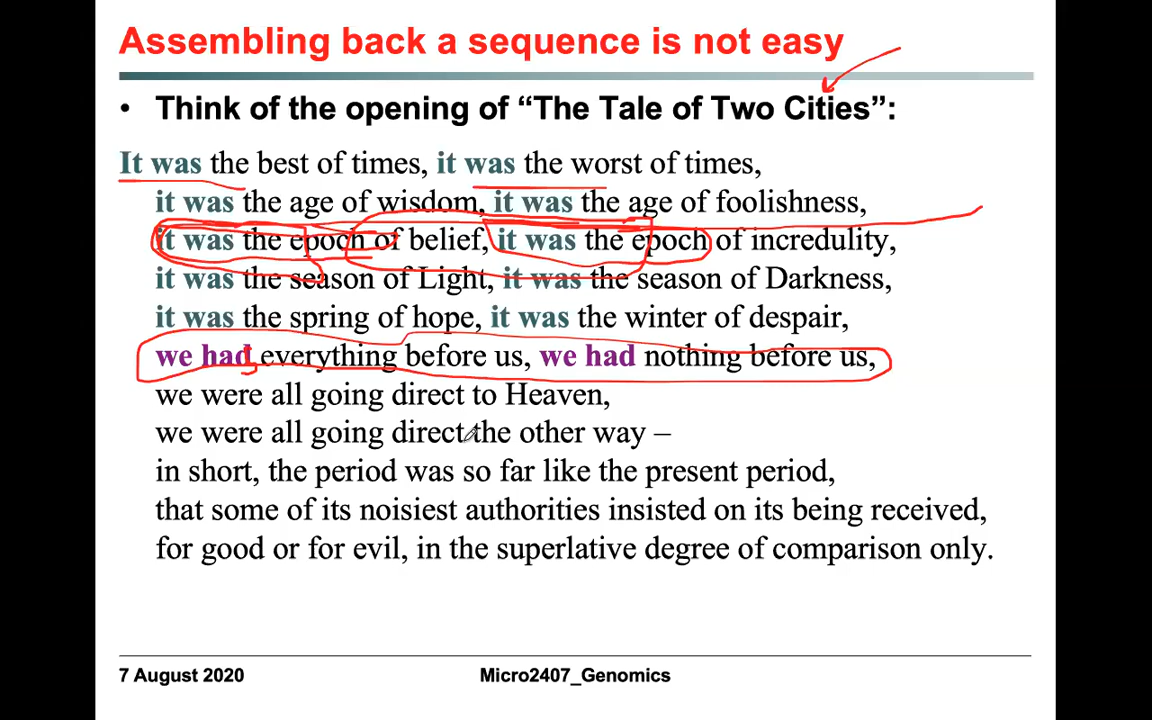 Assembling back a sequence is not easy
• Think of the opening of “The Tale of Two Cities”:
It was the best of times, it was the worst of times,
it was the age of wisdom, it was the age of foolishness,
it was the epoch of belief, it was the epoch of incredulity,
it was the season of Light, it was the season of Darkness,
it was the spring of hope, it was the winter of despair,
we had everything before us, we had nothing before us,
we were all going direct to Heaven,
we were all going direct the other way –
in short, the period was so far like the present period,
that some of its noisiest authorities insisted on its being received,
for good or for evil, in the superlative degree of comparison only.
7 August 2020
Micro2407_Genomics